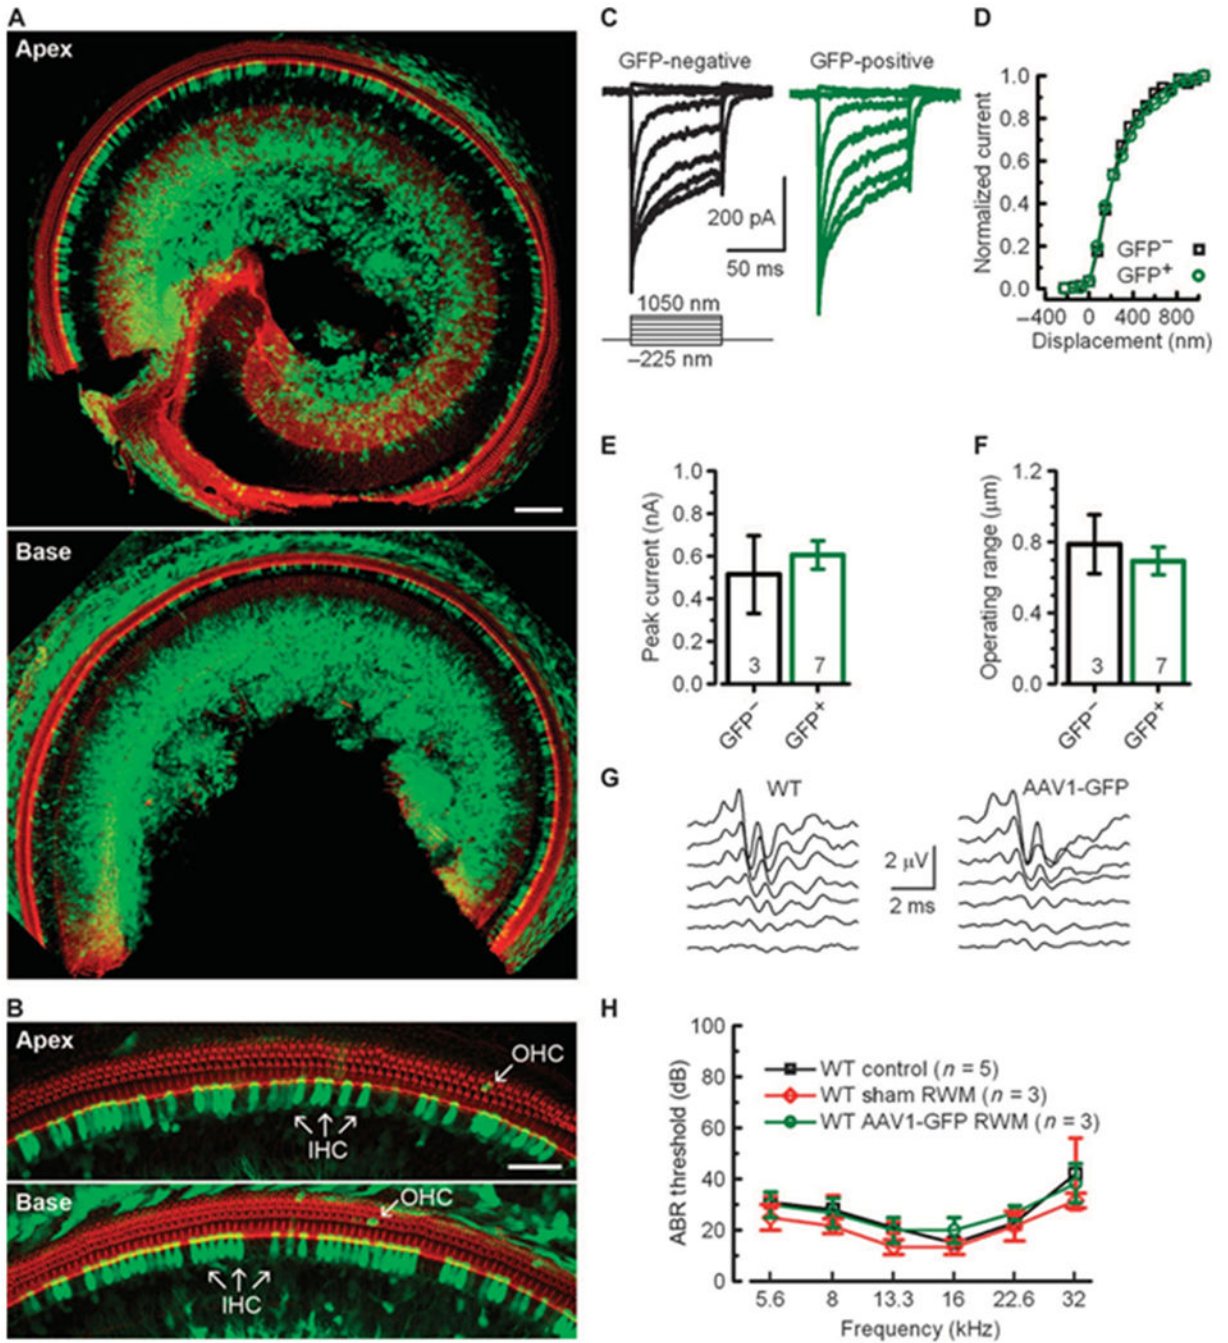 A
Apex
Base
B
Apex
OHC
IHC
Base
OHC
IHC
C
GFP-negative
GFP-positive
200 pA
50 ms
1050 nm
–225 nm
D
Normalized current
1.0
0.8
0.6
0.4
0.2
0.0
GFP–
GFP+
–400 0 400 800
Displacement (nm)
E
Peak current (nA)
1.0
0.8
0.6
0.4
0.2
0.0
3 7
GFP– GFP+
F
Operating range (μm)
1.2
0.8
0.4
0.0
3 7
GFP– GFP+
G
WT
AAV1-GFP
2 μV
2 ms
H
ABR threshold (dB)
100
80
60
40
20
0
WT control (n = 5)
WT sham RWM (n = 3)
WT AAV1-GFP RWM (n = 3)
5.6 8 13.3 16 22.6 32
Frequency (kHz)